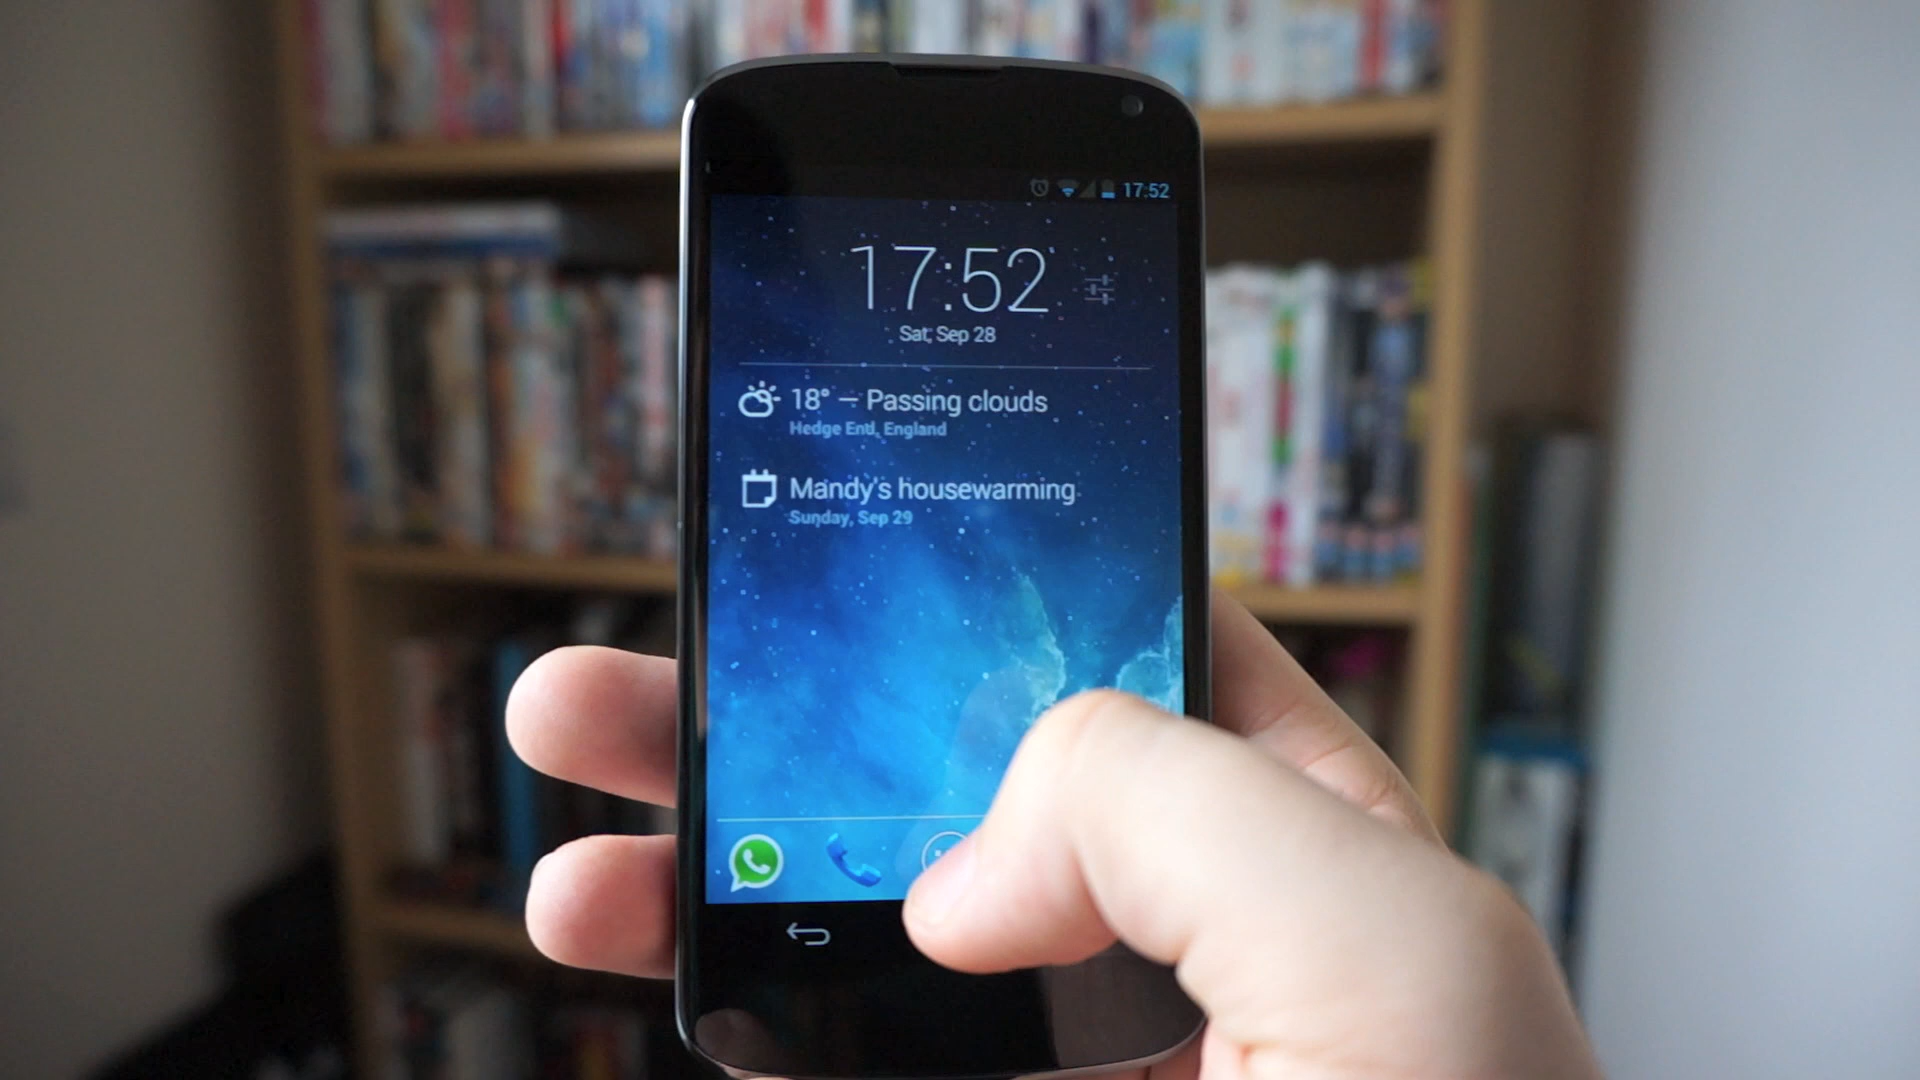 17:52
17:52
Sat, Sep 28
18° – Passing clouds
Hedge End, England
Mandy's housewarming
Sunday, Sep 29